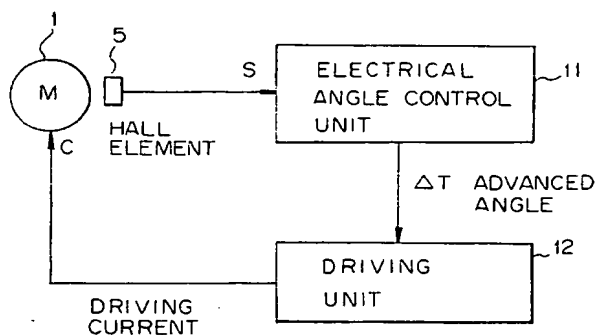 1
5
M
S
ELECTRICAL
ANGLE CONTROL
UNIT
11
HALL
ELEMENT
C
ΔT ADVANCED
ANGLE
DRIVING
UNIT
12
DRIVING
CURRENT